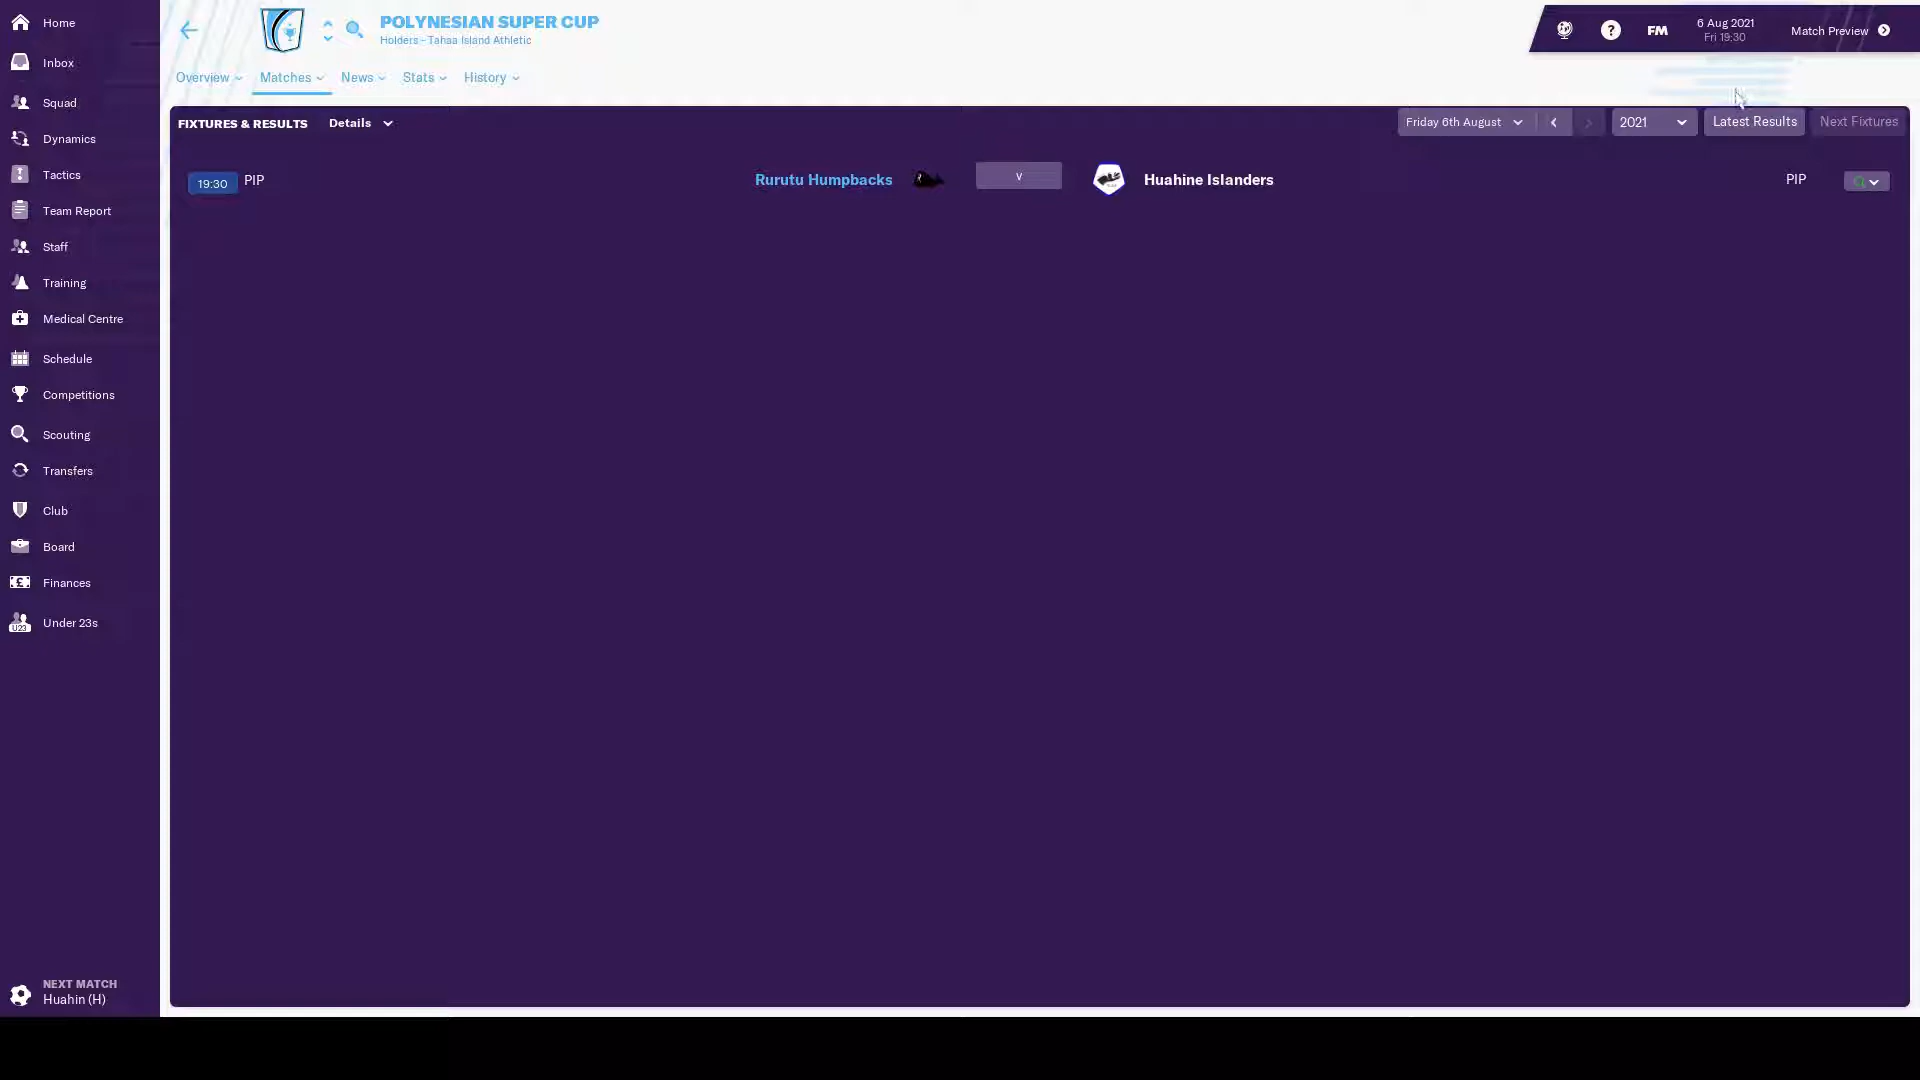 Home
Inbox
Squad
Dynamics
Tactics
Team Report
Staff
Training
Medical Centre
Schedule
Competitions
Scouting
Transfers
Club
Board
Finances
U23
Under 23s
NEXT MATCH
Huahin (H)
POLYNESIAN SUPER CUP
Holders - Tahaa Island Athletic
FM
6 Aug 2021
Fri 19:30
Match Preview
Overview
Matches
News
Stats
History
FIXTURES & RESULTS
Details
Friday 6th August
2021
Latest Results
Next Fixtures
19:30
PIP
Rurutu Humpbacks
v
Huahine Islanders
PIP